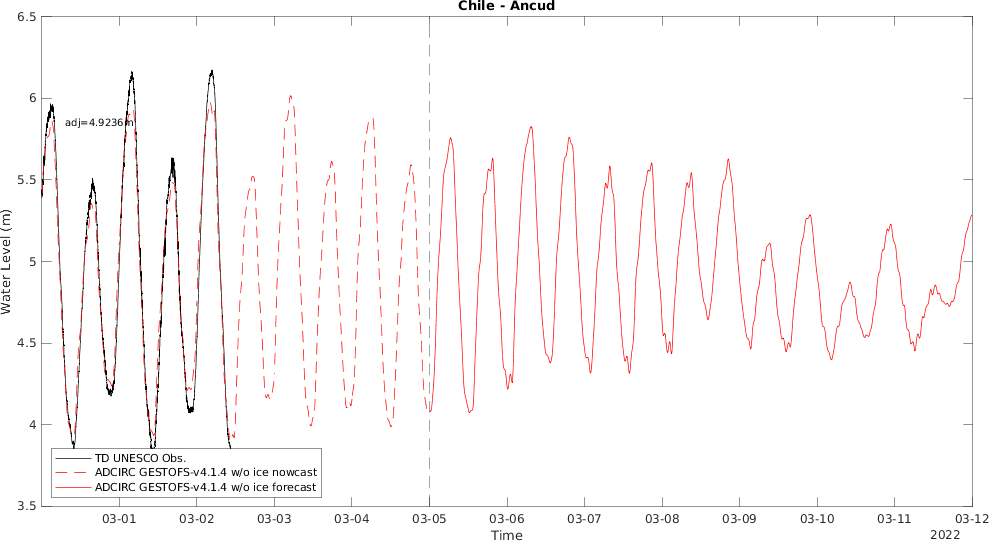 Chile - Ancud
6.5
6
5.5
5
4.5
4
3.5
Water Level (m)
adj=4.9236 m
TD UNESCO Obs.
ADCIRC GESTOFS-v4.1.4 w/o ice nowcast
ADCIRC GESTOFS-v4.1.4 w/o ice forecast
03-01 03-02 03-03 03-04 03-05 03-06 03-07 03-08 03-09 03-10 03-11 03-12
Time
2022